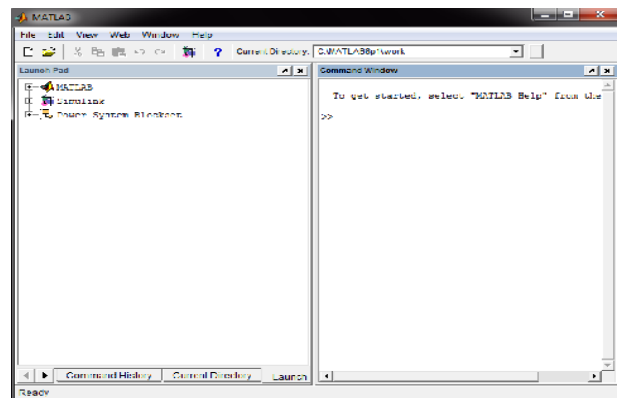 MATLAB
File Edit View Web Window Help
? Current Directory: C:\MATLAB6p1\work
Launch Pad
MATLAB
Simulink
Power System Blockset
Command Window
To get started, select "MATLAB Help" from the
>>
Command History Current Directory Launch
Ready